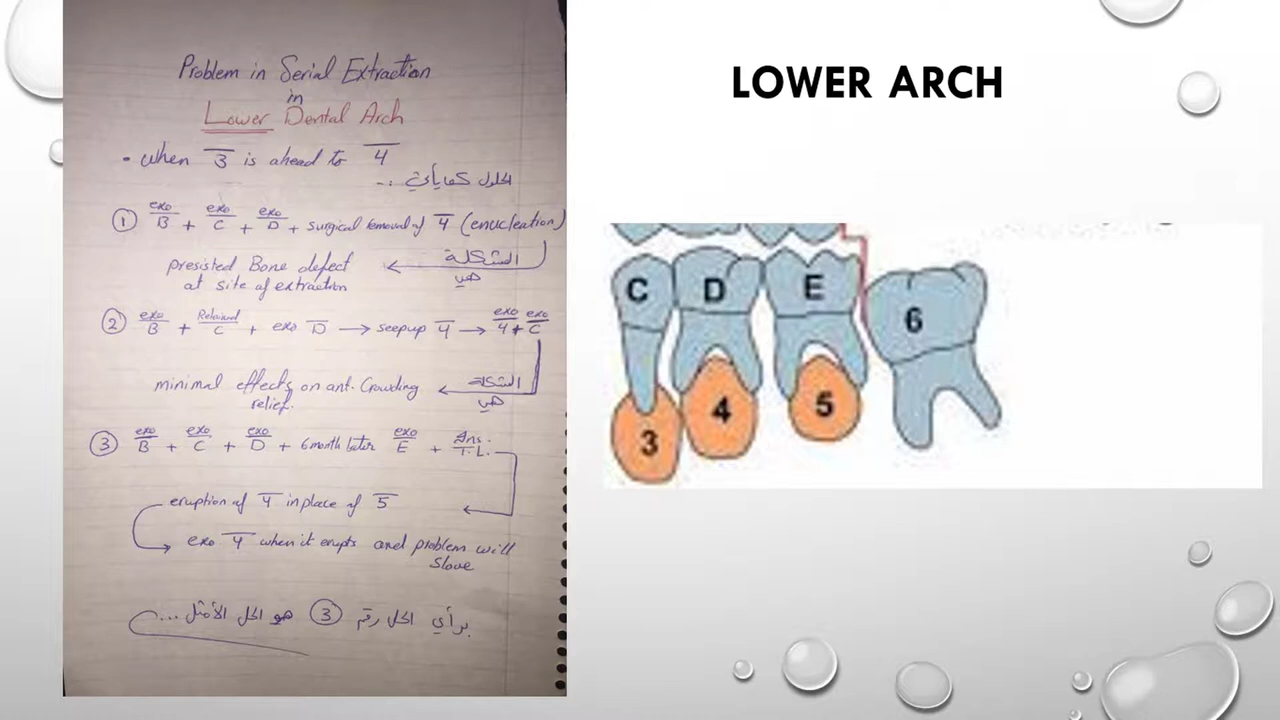 Problem in Serial Extraction
in
Lower Dental Arch
• when 3 is ahead to 4
الحلول كمايأتي :-
① exo/B + exo/C + exo/D + surgical removal of 4 (enucleation)
المشكلة
هي
presisted Bone defect
at site of extraction
② exo/B + Retained/C + exo D → seepup 4 → exo/4 + exo/C
المشكلة
هي
minimal effects on ant. Crowding
relief.
③ exo/B + exo/C + exo/D + 6 month later exo/E + Ans./T.L.
eruption of 4 in place of 5
exo 4 when it erupts and problem will
slove
برأي الحل رقم ③ هو الحل الأمثل ...
LOWER ARCH
C D E 6
3 4 5